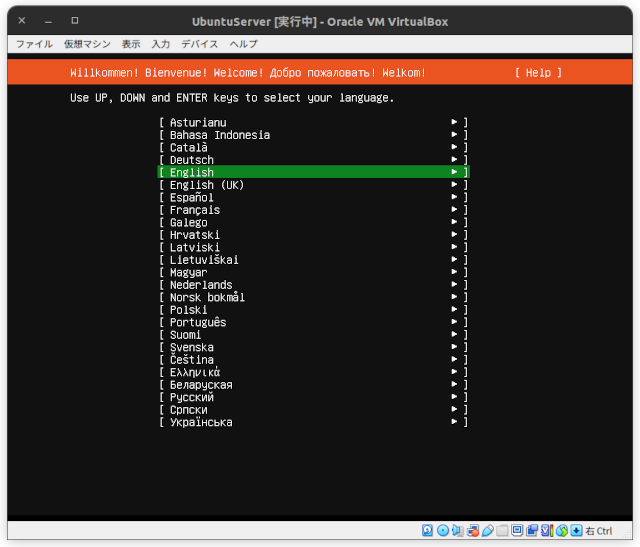 UbuntuServer [実行中] - Oracle VM VirtualBox
ファイル 仮想マシン 表示 入力 デバイス ヘルプ
Willkommen! Bienvenue! Welcome! Добро пожаловать! Welkom! [ Help ]
Use UP, DOWN and ENTER keys to select your language.
[ Asturianu ► ]
[ Bahasa Indonesia ► ]
[ Català ► ]
[ Deutsch ► ]
[ English ► ]
[ English (UK) ► ]
[ Español ► ]
[ Français ► ]
[ Galego ► ]
[ Hrvatski ► ]
[ Latviski ► ]
[ Lietuviškai ► ]
[ Magyar ► ]
[ Nederlands ► ]
[ Norsk bokmål ► ]
[ Polski ► ]
[ Português ► ]
[ Suomi ► ]
[ Svenska ► ]
[ Čeština ► ]
[ Ελληνικά ► ]
[ Беларуская ► ]
[ Русский ► ]
[ Српски ► ]
[ Українська ► ]
右 Ctrl